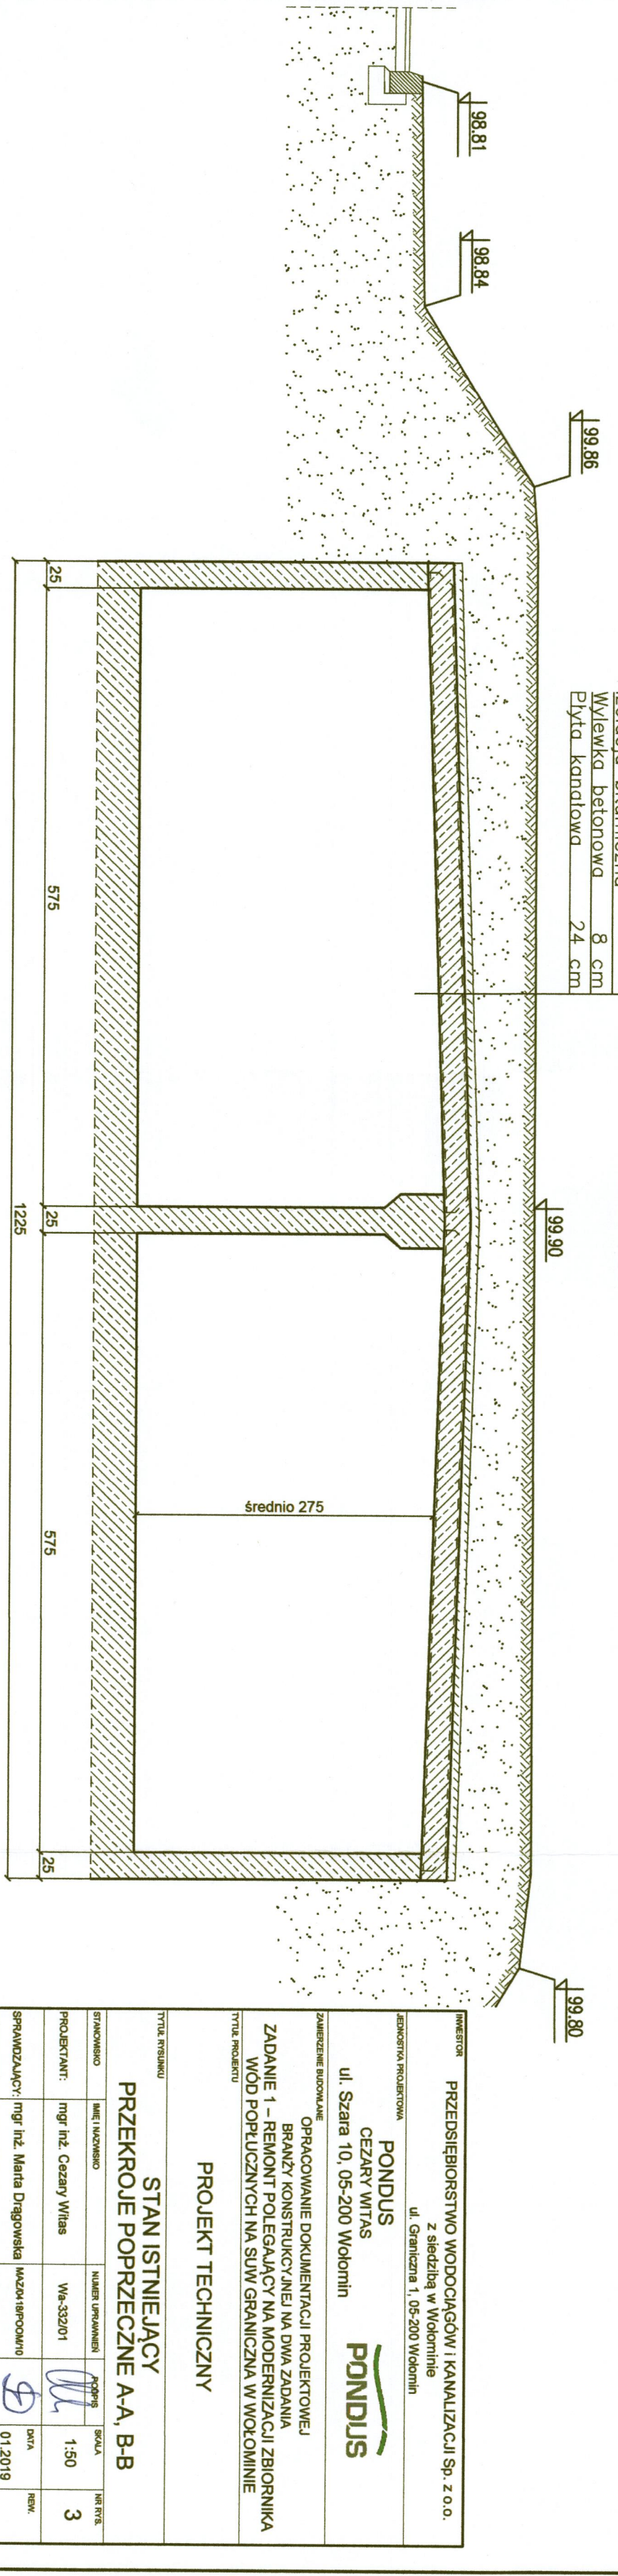 98.81
98.84
99.86
Wylewka betonowa 8 cm
Płyta kanałowa 24 cm
99.90
99.80
średnio 275
25
575
25
575
25
1225
INWESTOR
PRZEDSIĘBIORSTWO WODOCIĄGÓW i KANALIZACJI Sp. z o.o.
z siedzibą w Wołominie
ul. Graniczna 1, 05-200 Wołomin
JEDNOSTKA PROJEKTOWA
PONDUS
CEZARY WITAS
ul. Szara 10, 05-200 Wołomin
PONDUS
ZAMIERZENIE BUDOWLANE
OPRACOWANIE DOKUMENTACJI PROJEKTOWEJ
BRANŻY KONSTRUKCYJNEJ NA DWA ZADANIA
ZADANIE 1 – REMONT POLEGAJĄCY NA MODERNIZACJI ZBIORNIKA
WÓD POPŁUCZNYCH NA SUW GRANICZNA W WOŁOMINIE
TYTUŁ PROJEKTU
PROJEKT TECHNICZNY
TYTUŁ RYSUNKU
STAN ISTNIEJĄCY
PRZEKROJE POPRZECZNE A-A, B-B
STANOWISKO IMIĘ I NAZWISKO NUMER UPRAWNIEŃ PODPIS SKALA NR RYS.
PROJEKTANT: mgr inż. Cezary Witas Wa-332/01 1:50 3
SPRAWDZAJĄCY: mgr inż. Marta Drągowska MAZ/0418/POOM/10 DATA REW.
01.2019